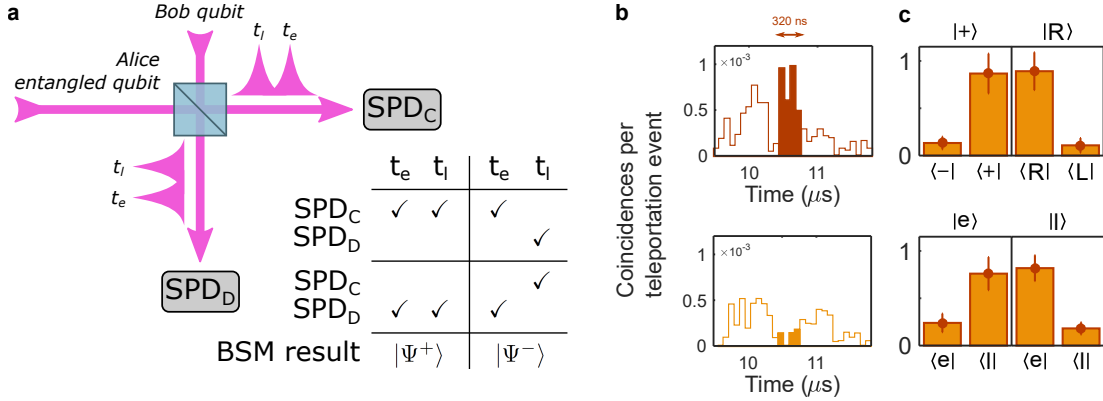 a
Bob qubit
t_l t_e
Alice
entangled qubit
SPD_C
t_l
t_e
SPD_D
t_e t_l t_e t_l
SPD_C ✓ ✓ ✓
SPD_D ✓
SPD_C ✓
SPD_D ✓ ✓ ✓
BSM result |Ψ⁺⟩ |Ψ⁻⟩
b
320 ns
Coincidences per
teleportation event
×10⁻³
1
0.5
0
10 11
Time (μs)
×10⁻³
1
0.5
0
10 11
Time (μs)
c
|+⟩ |R⟩
1
0
⟨-| ⟨+| ⟨R| ⟨L|
|e⟩ |l⟩
1
0
⟨e| ⟨l| ⟨e| ⟨l|